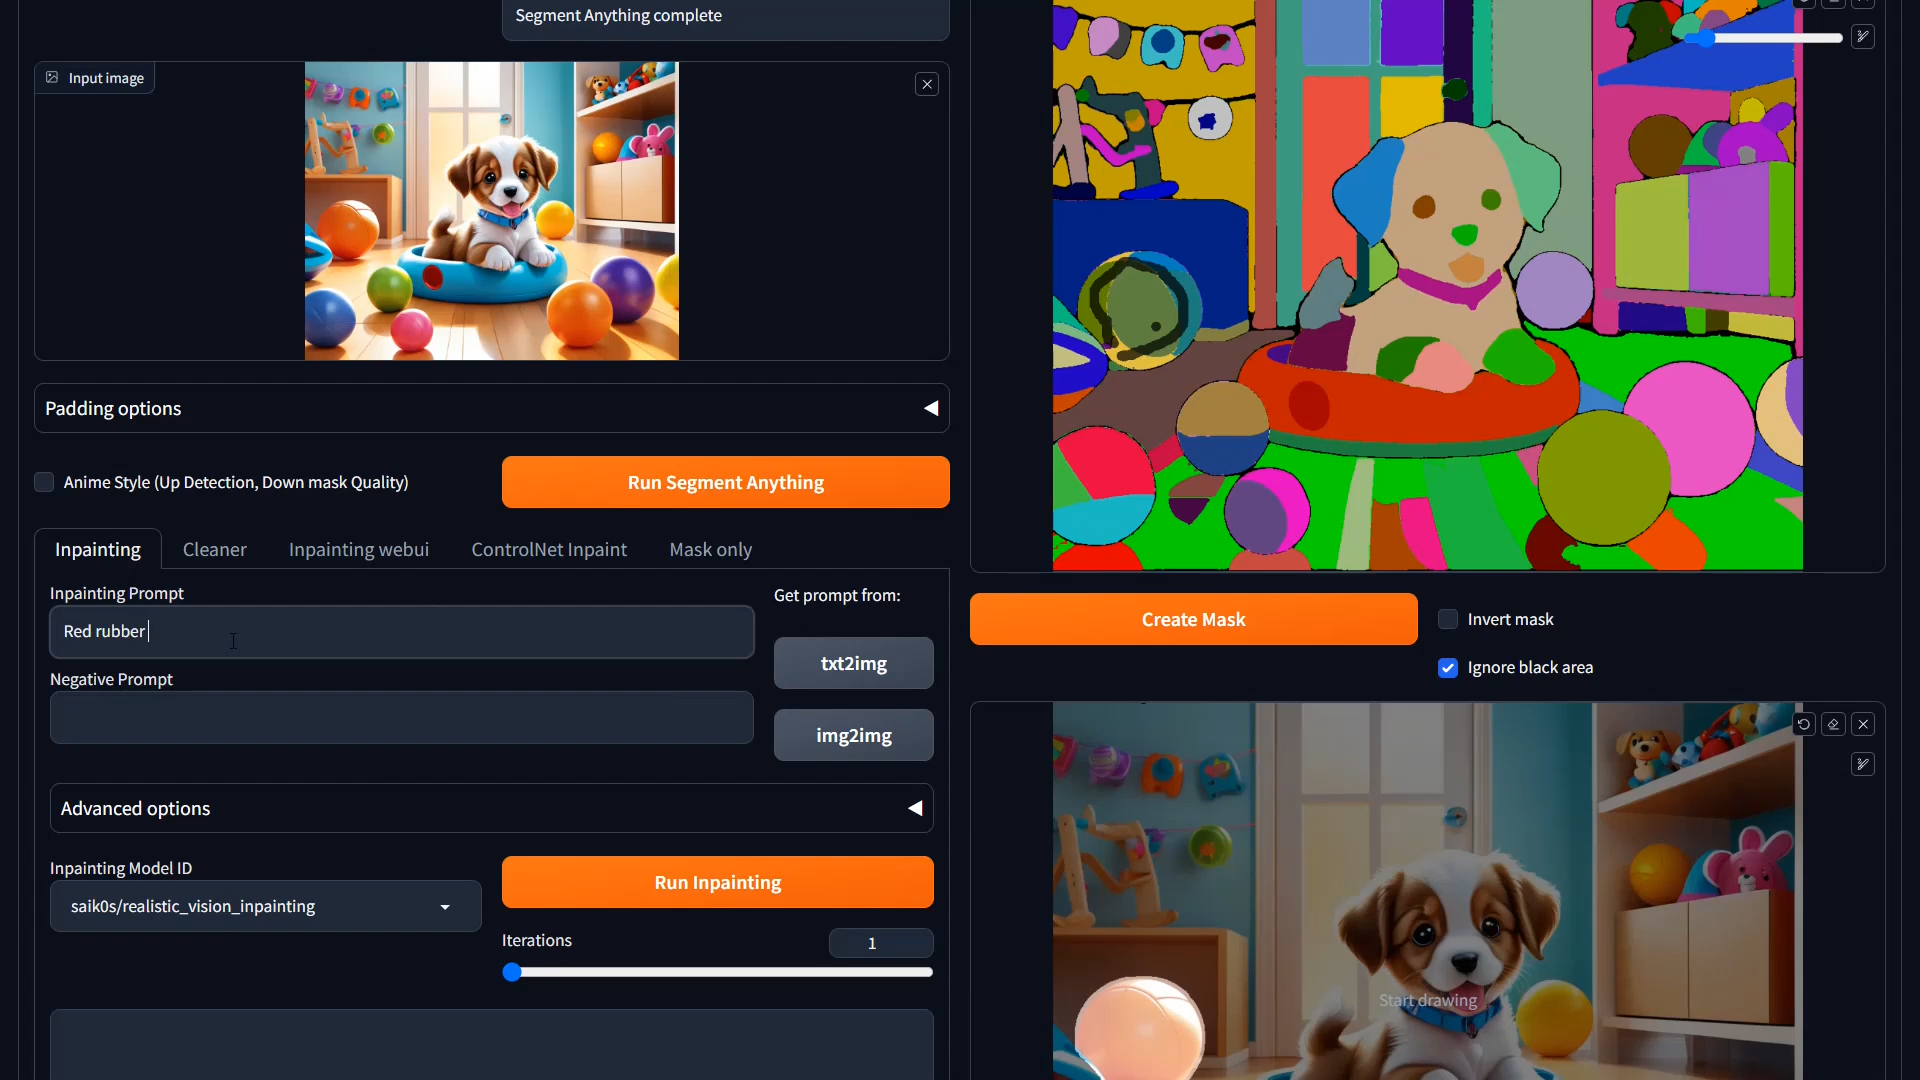 Segment Anything complete
Input image
Padding options
Anime Style (Up Detection, Down mask Quality)
Run Segment Anything
Inpainting
Cleaner
Inpainting webui
ControlNet Inpaint
Mask only
Inpainting Prompt
Red rubber
Get prompt from:
txt2img
Negative Prompt
img2img
Advanced options
Inpainting Model ID
saik0s/realistic_vision_inpainting
Run Inpainting
Iterations
1
Create Mask
Invert mask
Ignore black area
Start drawing